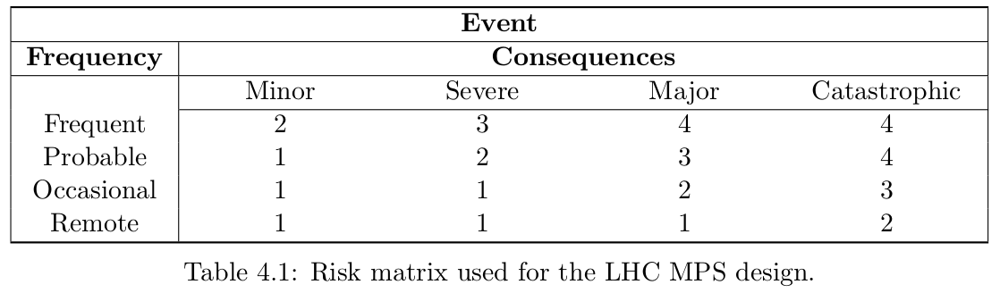 Event
Frequency Consequences
Minor Severe Major Catastrophic
Frequent 2 3 4 4
Probable 1 2 3 4
Occasional 1 1 2 3
Remote 1 1 1 2
Table 4.1: Risk matrix used for the LHC MPS design.